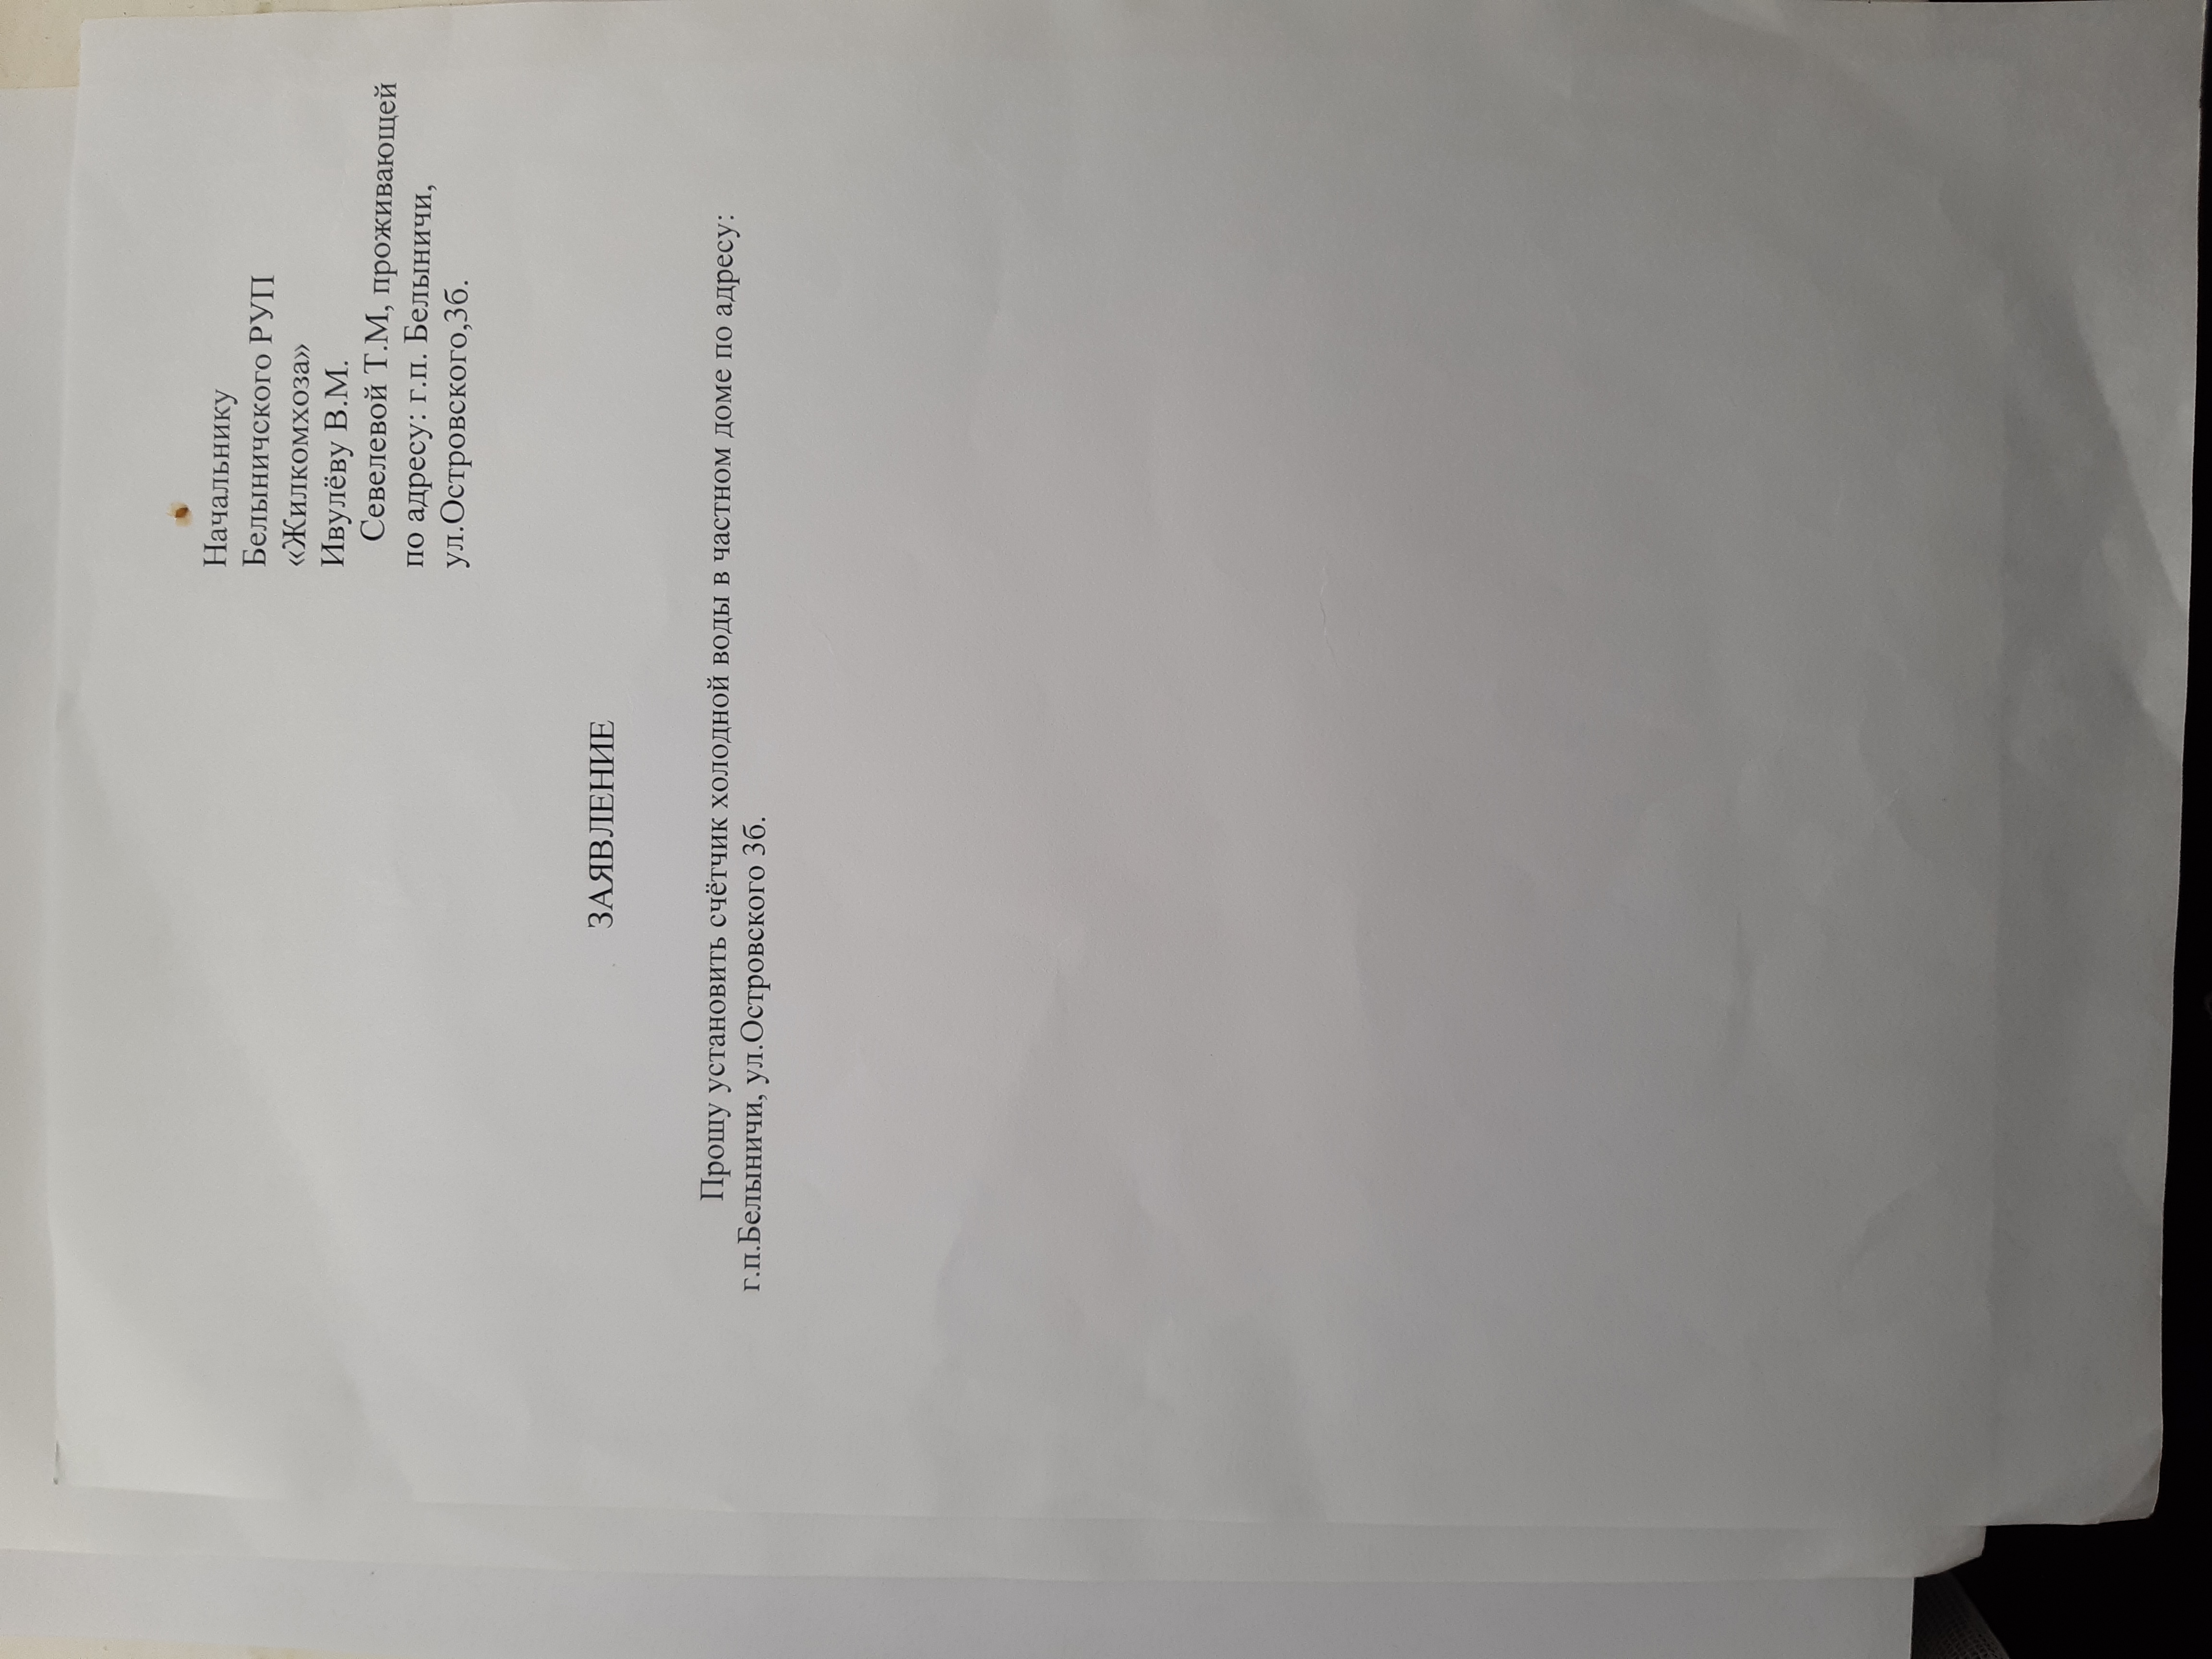 Начальнику
Белыничского РУП
«Жилкомхоза»
Ивулёву В.М.
Севелевой Т.М, проживающей
по адресу: г.п. Белыничи,
ул.Островского,3б.
ЗАЯВЛЕНИЕ
Прошу установить счётчик холодной воды в частном доме по адресу:
г.п.Белыничи, ул.Островского 3б.